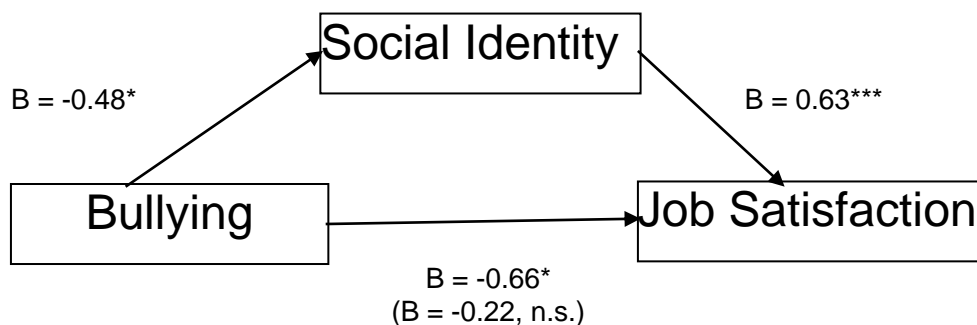 Social Identity
B = -0.48*
B = 0.63***
Bullying
Job Satisfaction
B = -0.66*
(B = -0.22, n.s.)